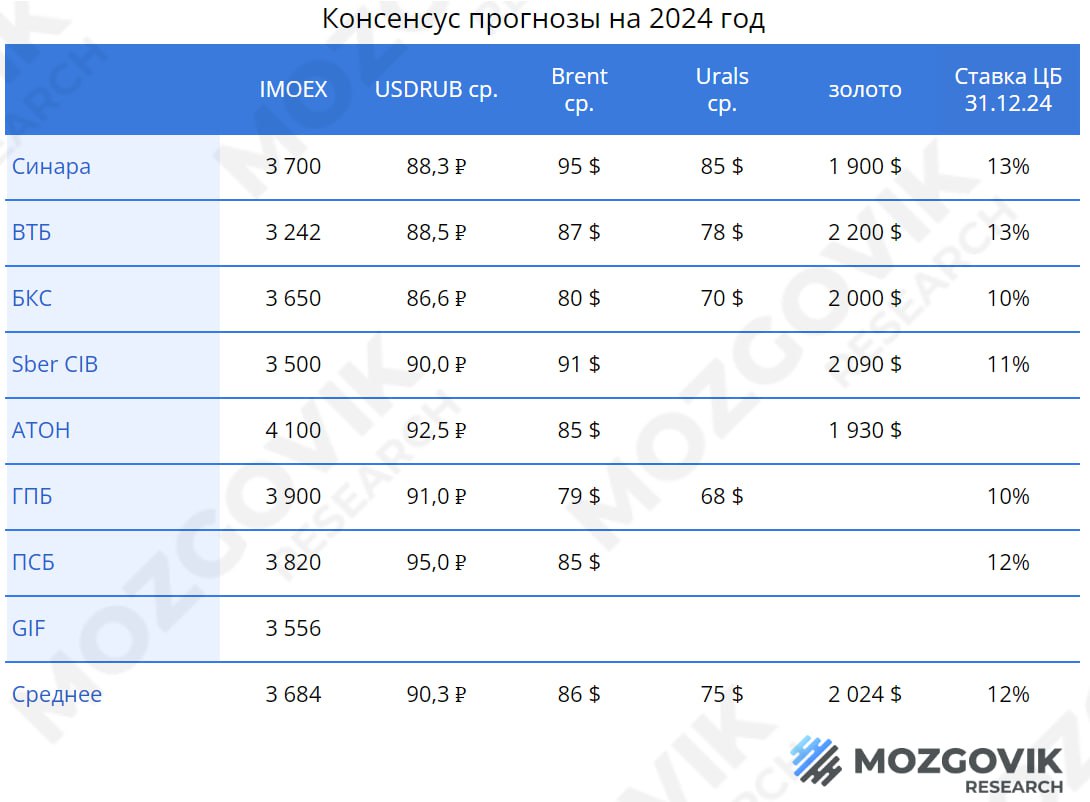 Консенсус прогнозы на 2024 год
IMOEX USDRUB ср. Brent ср. Urals ср. золото Ставка ЦБ 31.12.24
Синара 3 700 88,3 ₽ 95 $ 85 $ 1 900 $ 13%
ВТБ 3 242 88,5 ₽ 87 $ 78 $ 2 200 $ 13%
БКС 3 650 86,6 ₽ 80 $ 70 $ 2 000 $ 10%
Sber CIB 3 500 90,0 ₽ 91 $ 2 090 $ 11%
АТОН 4 100 92,5 ₽ 85 $ 1 930 $
ГПБ 3 900 91,0 ₽ 79 $ 68 $ 10%
ПСБ 3 820 95,0 ₽ 85 $ 12%
GIF 3 556
Среднее 3 684 90,3 ₽ 86 $ 75 $ 2 024 $ 12%
MOZGOVIK
RESEARCH